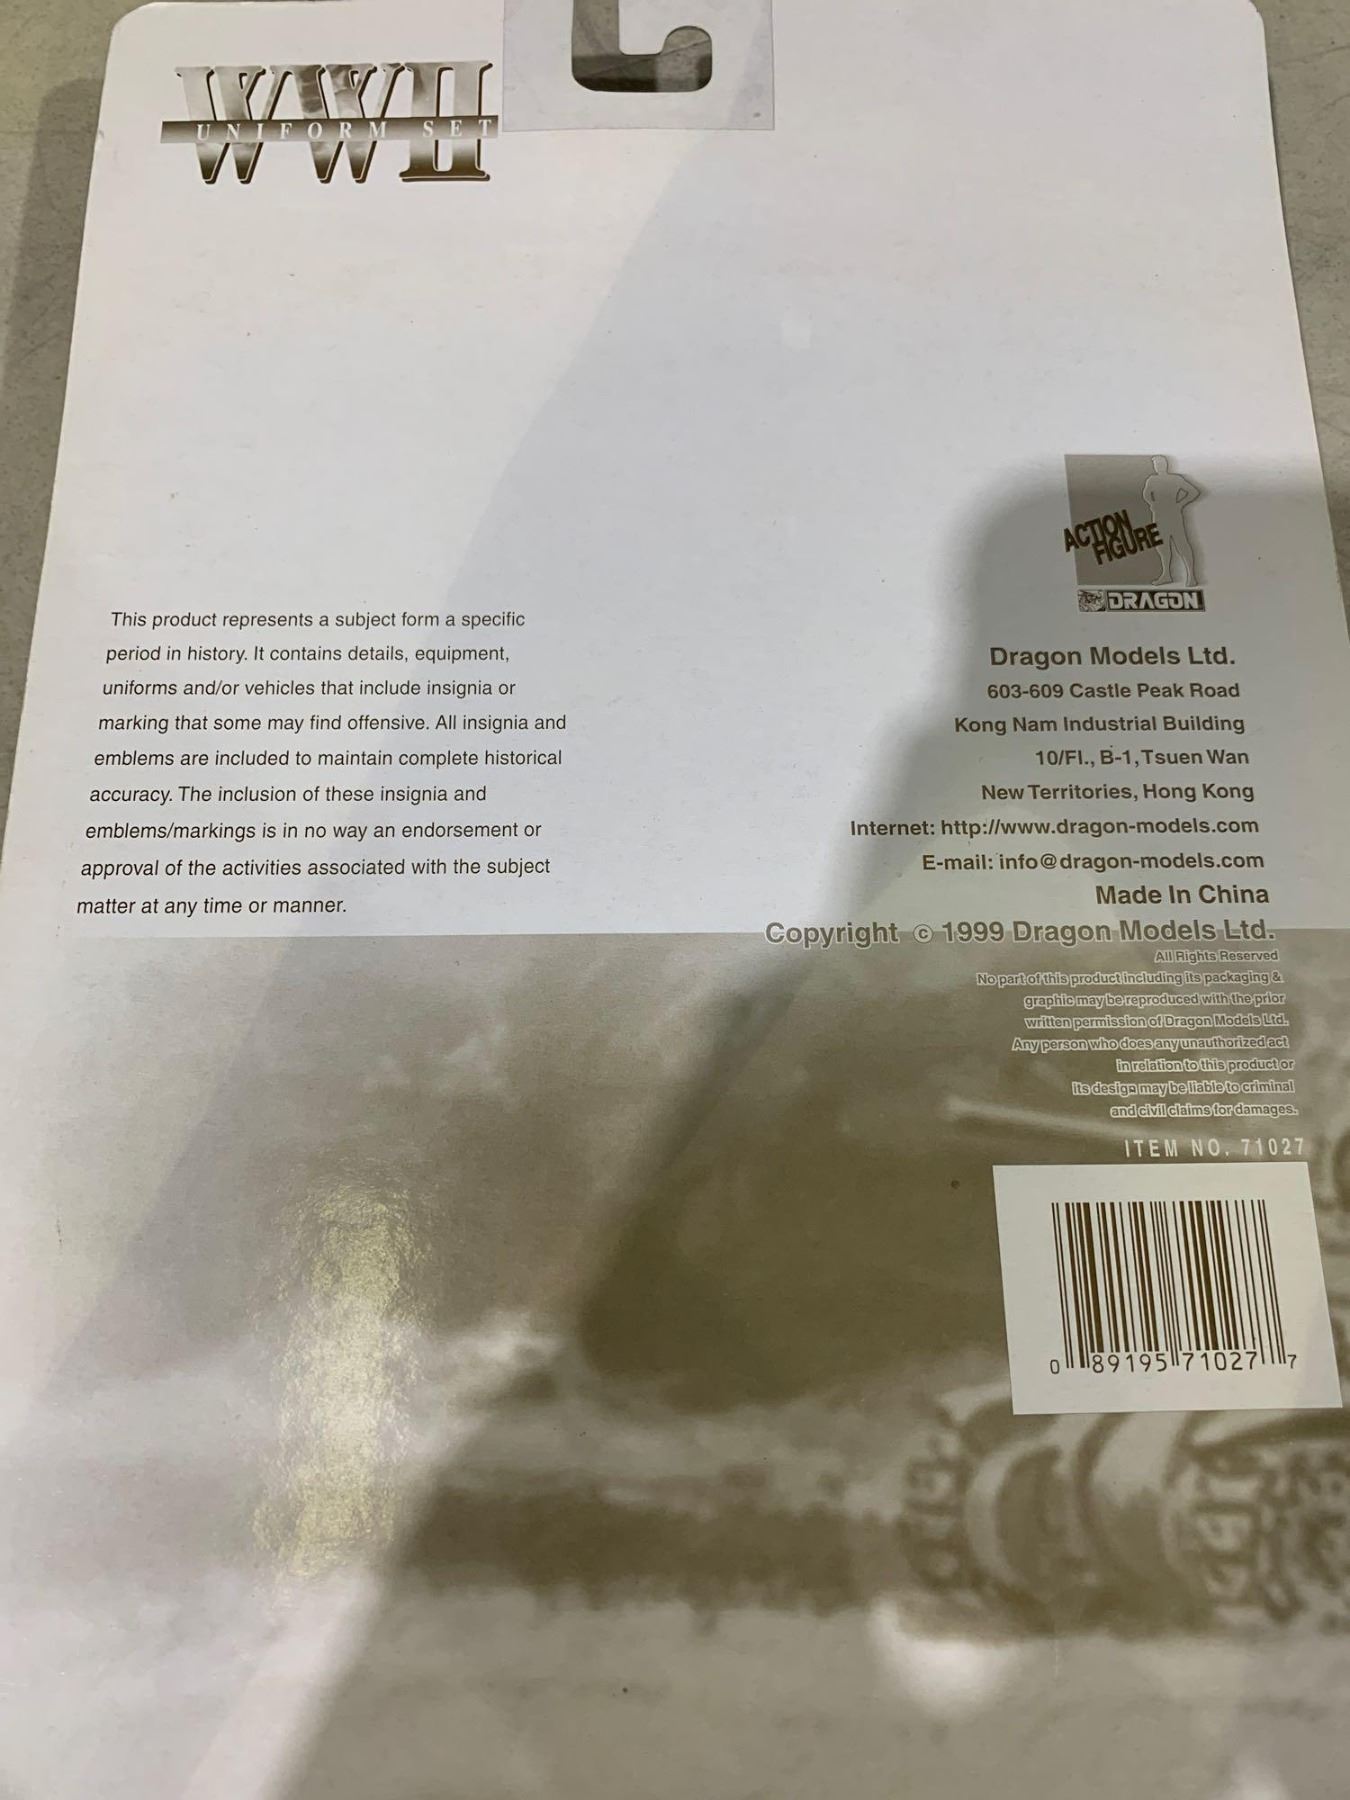 WWII
UNIFORM SET
ACTION
FIGURE
DRAGON
This product represents a subject form a specific
period in history. It contains details, equipment,
uniforms and/or vehicles that include insignia or
marking that some may find offensive. All insignia and
emblems are included to maintain complete historical
accuracy. The inclusion of these insignia and
emblems/markings is in no way an endorsement or
approval of the activities associated with the subject
matter at any time or manner.
Dragon Models Ltd.
603-609 Castle Peak Road
Kong Nam Industrial Building
10/Fl., B-1, Tsuen Wan
New Territories, Hong Kong
Internet: http://www.dragon-models.com
E-mail: info@dragon-models.com
Made In China
Copyright © 1999 Dragon Models Ltd.
All Rights Reserved
No part of this product including its packaging &
graphic may be reproduced with the prior
written permission of Dragon Models Ltd.
Any person who does any unauthorized act
in relation to this product or
its design may be liable to criminal
and civil claims for damages.
ITEM NO. 71027
0 89195 71027 7